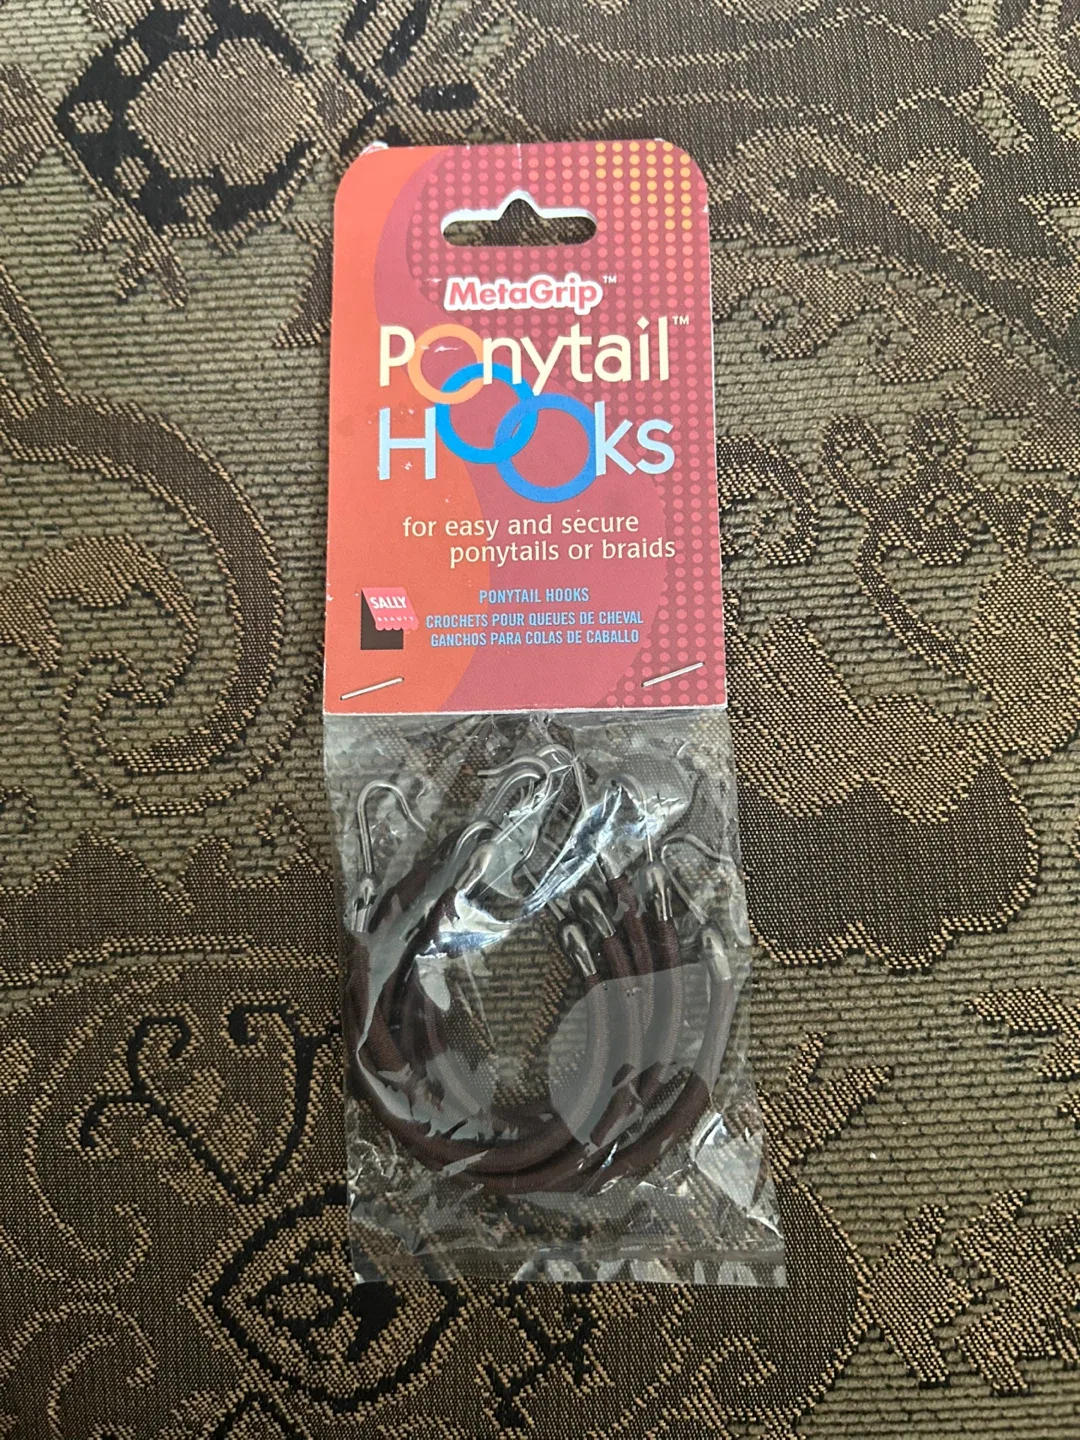 MetaGrip™
Ponytail™
Hooks
for easy and secure
ponytails or braids
SALLY
BEAUTY
PONYTAIL HOOKS
CROCHETS POUR QUEUES DE CHEVAL
GANCHOS PARA COLAS DE CABALLO